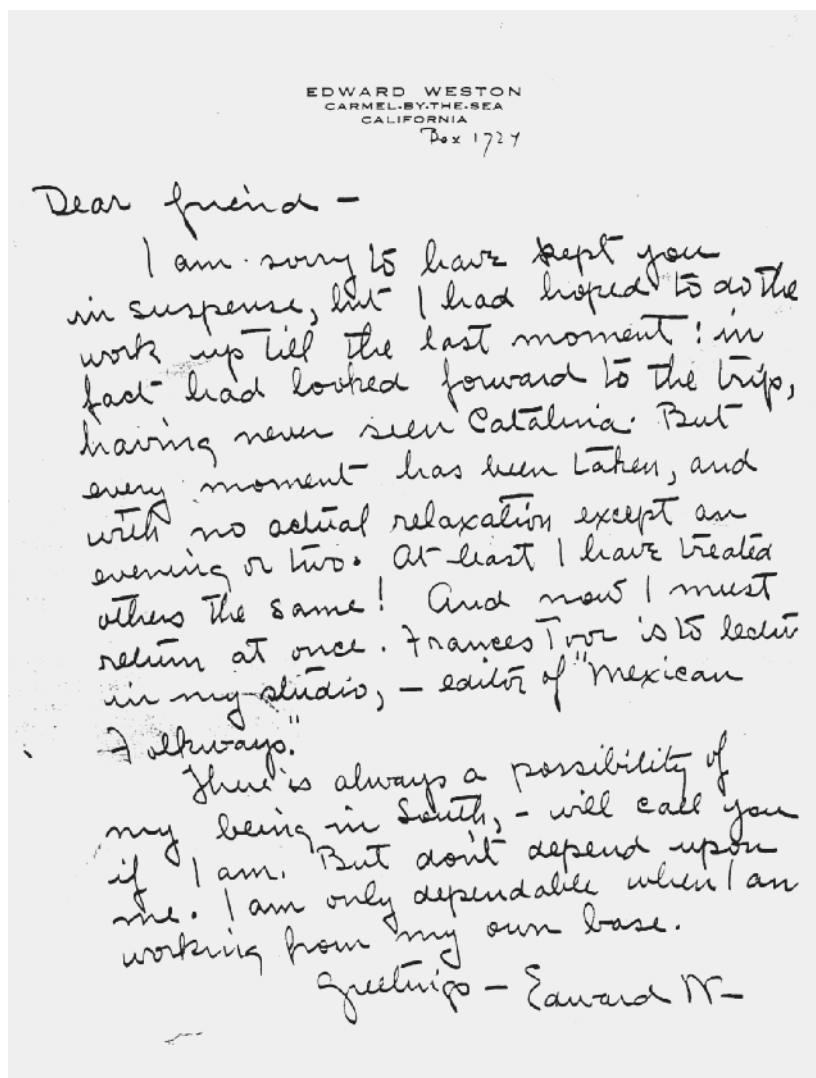 EDWARD WESTON
CARMEL-BY-THE-SEA
CALIFORNIA
Box 1724
Dear friend -
I am sorry to have kept you
in suspense, but I had hoped to do the
work up till the last moment: in
fact had looked forward to the trip,
having never seen Catalina. But
every moment has been taken, and
with no actual relaxation except an
evening or two. At least I have treated
others the same! And now I must
return at once. Frances Toor is to lecture
in my studio, - editor of "Mexican
Folkways."
There is always a possibility of
my being in South, - will call you
if I am. But don't depend upon
me. I am only dependable when I am
working from my own base.
Greetings - Edward W-